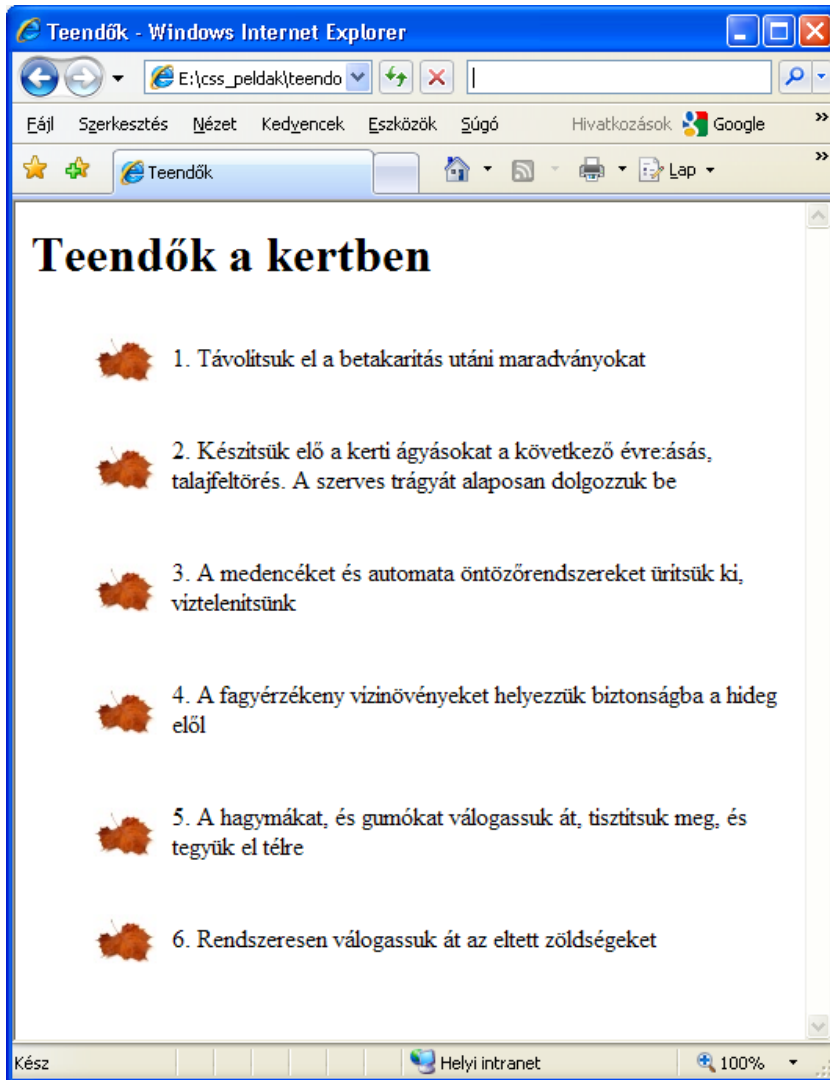 Teendők - Windows Internet Explorer
E:\css_peldak\teendo
Fájl Szerkesztés Nézet Kedvencek Eszközök Súgó Hivatkozások Google »
Teendők Lap »
Teendők a kertben
1. Távolítsuk el a betakarítás utáni maradványokat
2. Készítsük elő a kerti ágyásokat a következő évre:ásás,
talajfeltörés. A szerves trágyát alaposan dolgozzuk be
3. A medencéket és automata öntözőrendszereket ürítsük ki,
víztelenítsünk
4. A fagyérzékeny vizinövényeket helyezzük biztonságba a hideg
elől
5. A hagymákat, és gumókat válogassuk át, tisztítsuk meg, és
tegyük el télre
6. Rendszeresen válogassuk át az eltett zöldségeket
Kész Helyi intranet 100%